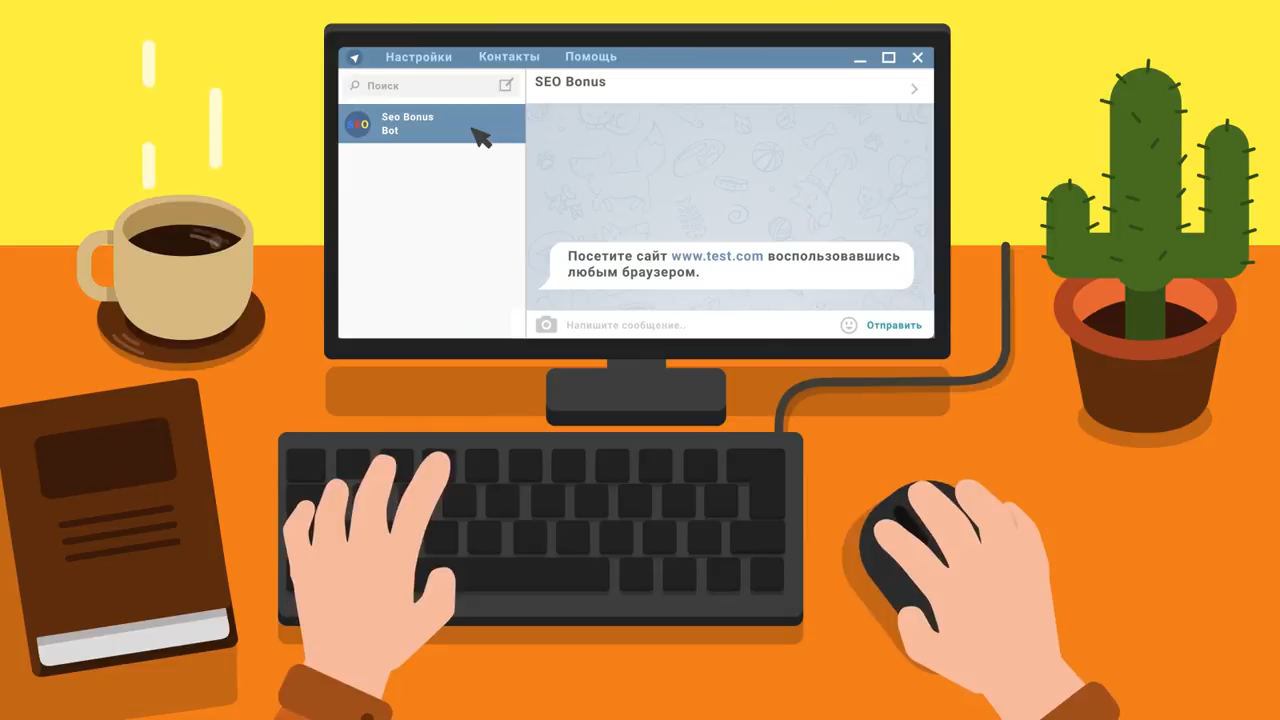 Настройки Контакты Помощь
Поиск
SEO Bonus
SEO
Seo Bonus
Bot
Посетите сайт www.test.com воспользовавшись
любым браузером.
Напишите сообщение..
Отправить